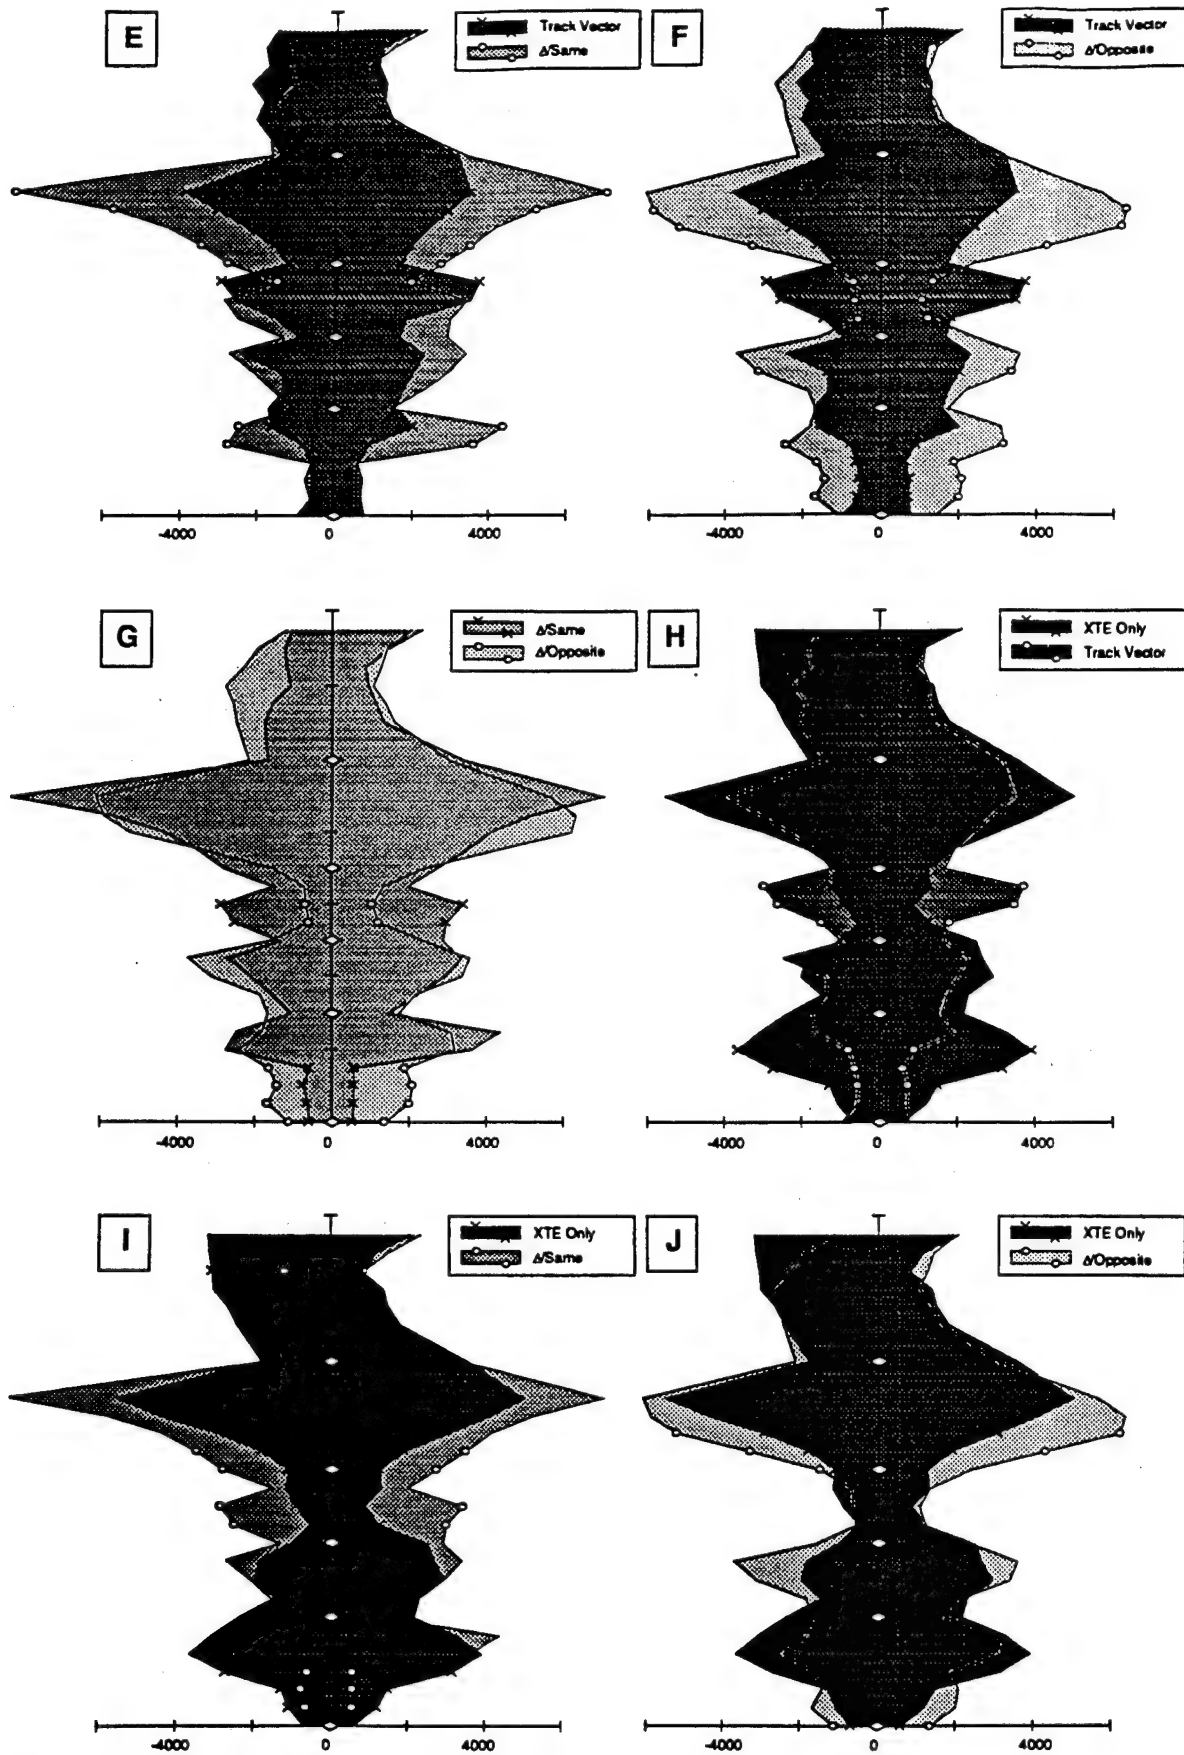 E
Track Vector
Δ/Same
-4000 0 4000
F
Track Vector
Δ/Opposite
-4000 0 4000
G
Δ/Same
Δ/Opposite
-4000 0 4000
H
XTE Only
Track Vector
-4000 0 4000
I
XTE Only
Δ/Same
-4000 0 4000
J
XTE Only
Δ/Opposite
-4000 0 4000